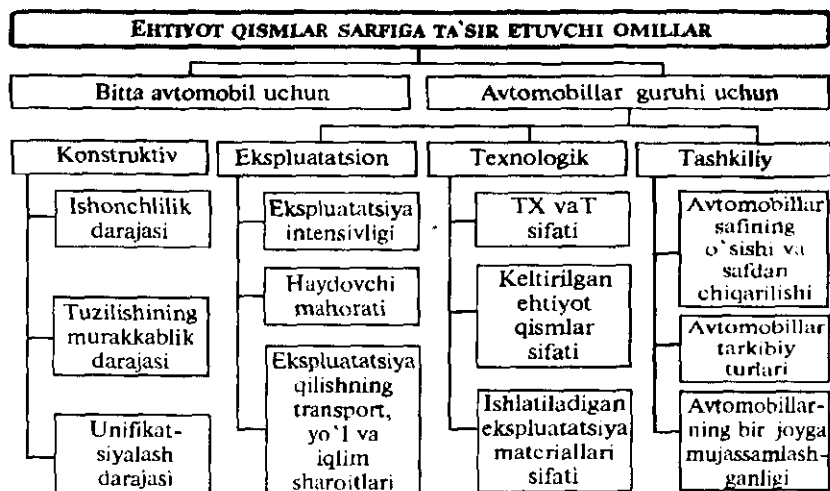 EHTIYOT QISMLAR SARFIGA TA`SIR ETUVCHI OMILLAR
Bitta avtomobil uchun
Avtomobillar guruhi uchun
Konstruktiv
Ekspluatatsion
Texnologik
Tashkiliy
Ishonchlilik
darajasi
Tuzilishining
murakkablik
darajasi
Unifikat-
siyalash
darajasi
Ekspluatatsiya
intensivligi
Haydovchi
mahorati
Ekspluatatsiya
qilishning
transport,
yo`l va
iqlim
sharoitlari
TX vaT
sifati
Keltirilgan
ehtiyot
qismlar
sifati
Ishlatiladigan
ekspluatatsiya
materiallari
sifati
Avtomobillar
safining
o`sishi va
safdan
chiqarilishi
Avtomobillar
tarkibiy
turlari
Avtomobillar-
ning bir joyga
mujassamlash-
ganligi